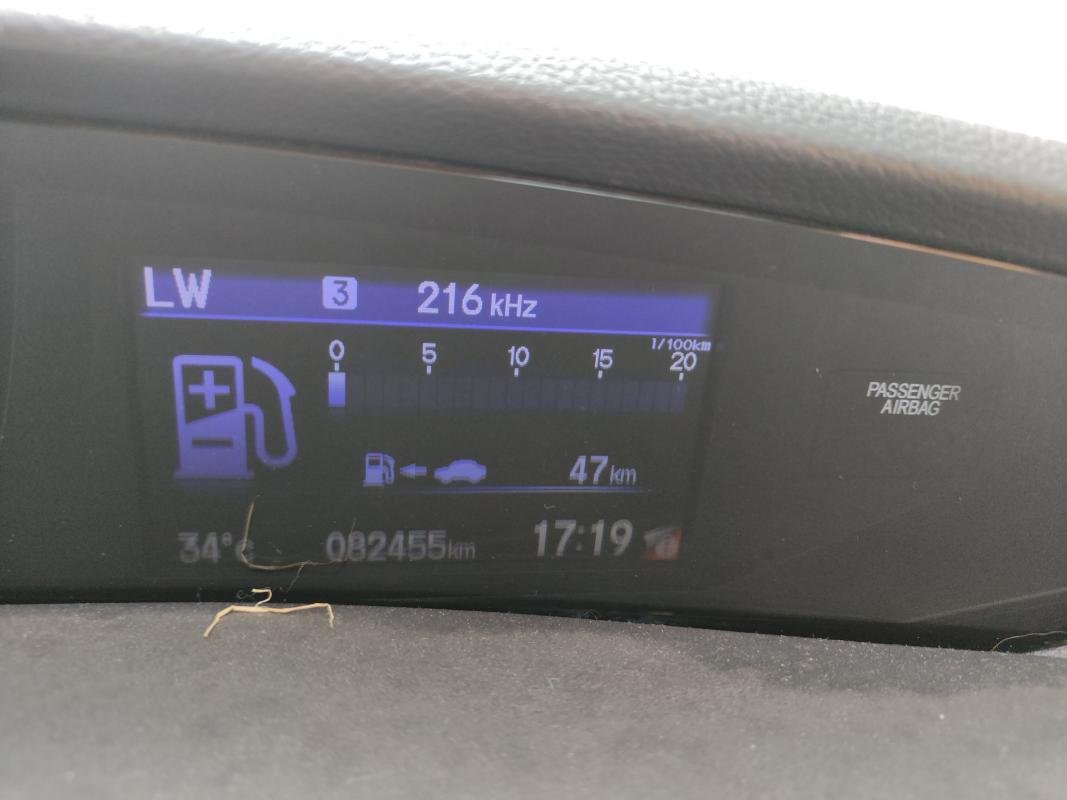 LW 3 216 kHz
l/100km
0 5 10 15 20
47 km
34°C 082455 km 17:19
PASSENGER
AIRBAG